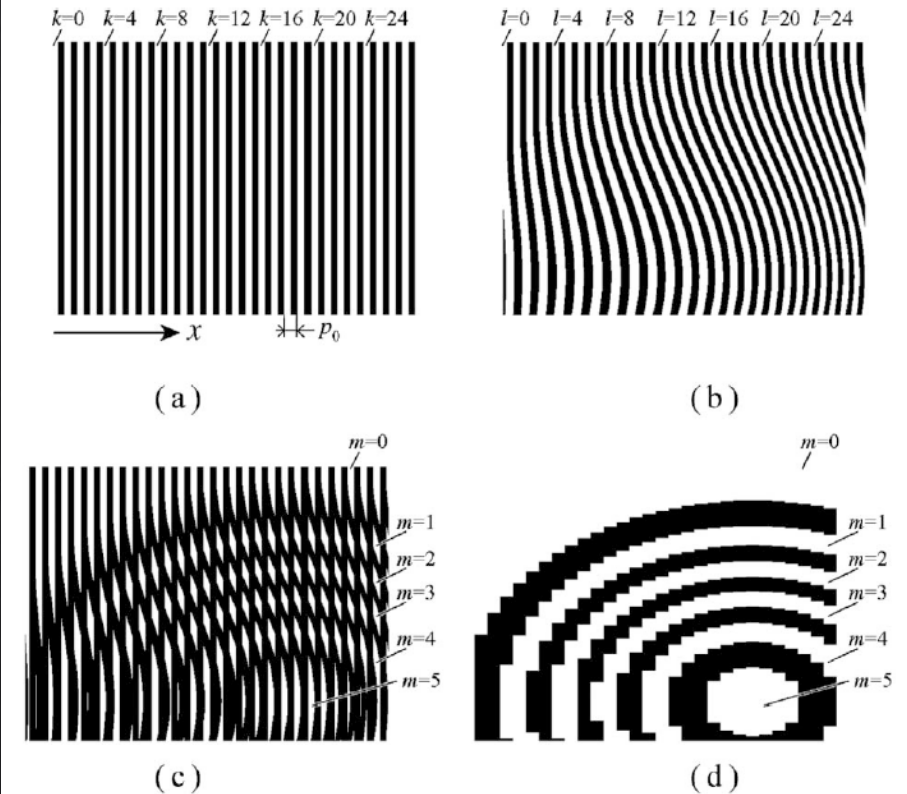 k=0 k=4 k=8 k=12 k=16 k=20 k=24
l=0 l=4 l=8 l=12 l=16 l=20 l=24
x p₀
(a) (b)
m=0 m=0
m=1 m=1
m=2 m=2
m=3 m=3
m=4 m=4
m=5 m=5
(c) (d)